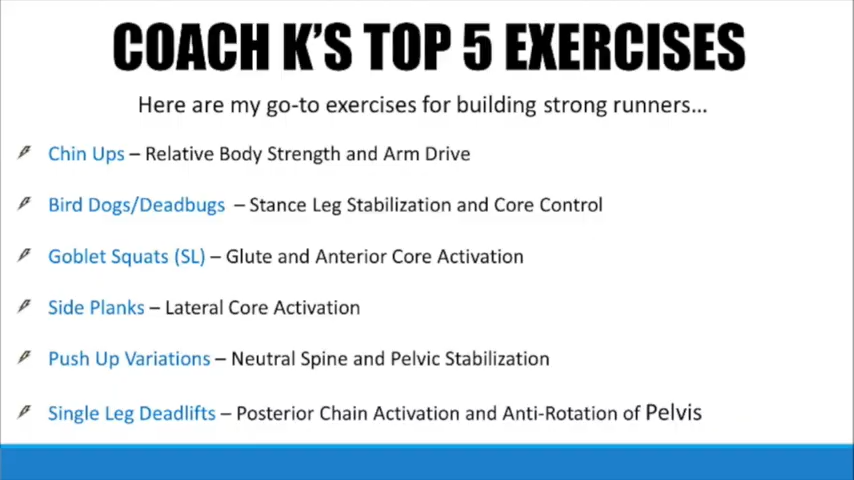 COACH K'S TOP 5 EXERCISES
Here are my go-to exercises for building strong runners...
Chin Ups – Relative Body Strength and Arm Drive
Bird Dogs/Deadbugs – Stance Leg Stabilization and Core Control
Goblet Squats (SL) – Glute and Anterior Core Activation
Side Planks – Lateral Core Activation
Push Up Variations – Neutral Spine and Pelvic Stabilization
Single Leg Deadlifts – Posterior Chain Activation and Anti-Rotation of Pelvis